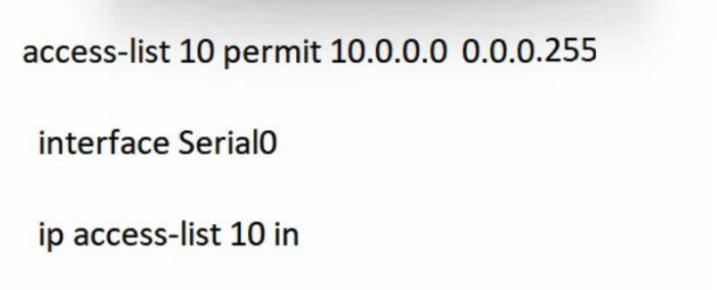 access-list 10 permit 10.0.0.0 0.0.0.255
interface Serial0
ip access-list 10 in